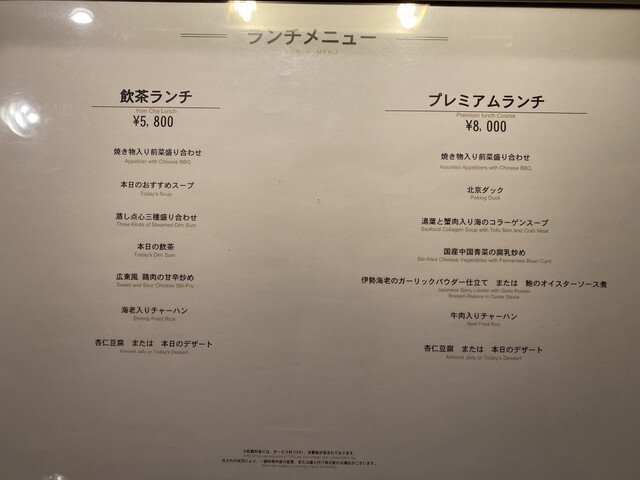 ランチメニュー
LUNCH MENU
飲茶ランチ
Yum Cha Lunch
¥5,800
焼き物入り前菜盛り合わせ
Appetizer with Chinese BBQ
本日のおすすめスープ
Today's Soup
蒸し点心三種盛り合わせ
Three Kinds of Steamed Dim Sum
本日の飲茶
Today's Dim Sum
広東風 鶏肉の甘辛炒め
Sweet and Sour Chicken Stir-Fry
海老入りチャーハン
Shrimp Fried Rice
杏仁豆腐 または 本日のデザート
Almond Jelly or Today's Dessert
プレミアムランチ
Premium lunch Course
¥8,000
焼き物入り前菜盛り合わせ
Assorted Appetizers with Chinese BBQ
北京ダック
Peking Duck
湯葉と蟹肉入り海のコラーゲンスープ
Seafood Collagen Soup with Tofu Skin and Crab Meat
国産中国青菜の腐乳炒め
Stir-fried Chinese Vegetables with Fermented Bean Curd
伊勢海老のガーリックパウダー仕立て または 鮑のオイスターソース煮
Japanese Spiny Lobster with Garlic Powder
Braised Abalone in Oyster Sauce
牛肉入りチャーハン
Beef Fried Rice
杏仁豆腐 または 本日のデザート
Almond Jelly or Today's Dessert